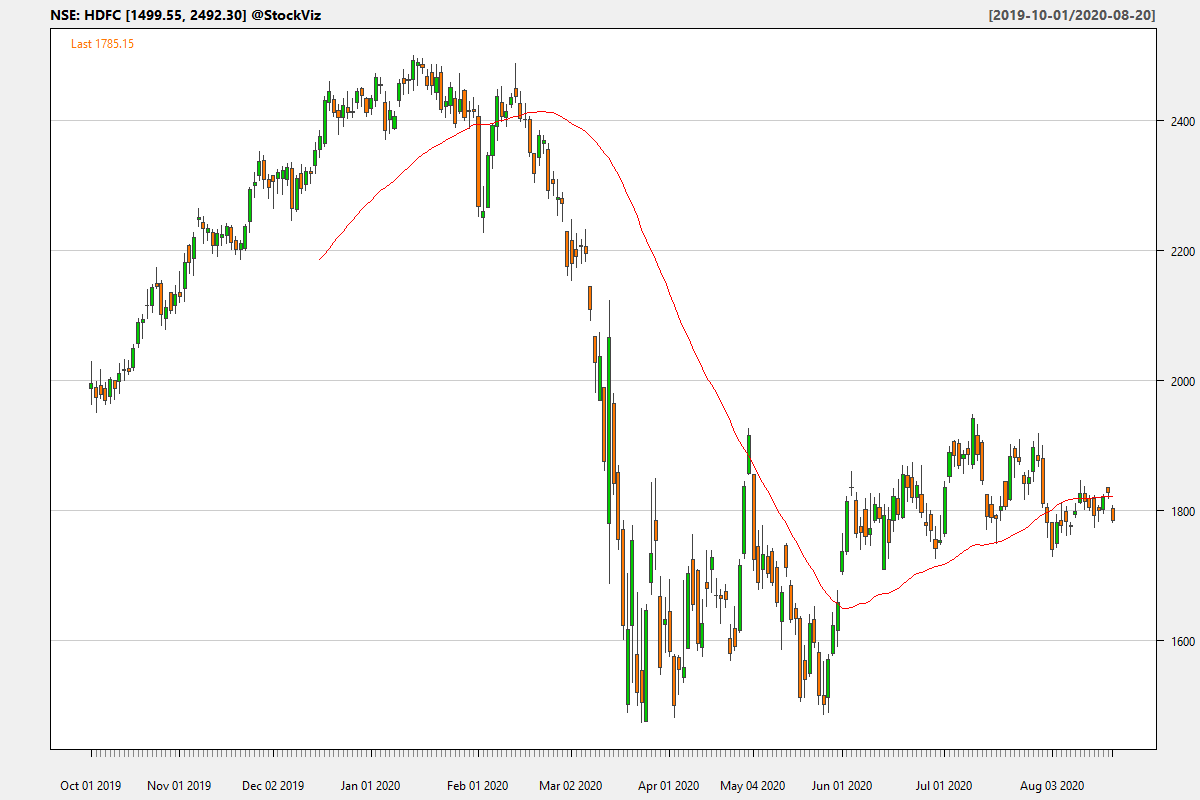 NSE: HDFC [1499.55, 2492.30] @StockViz
[2019-10-01/2020-08-20]
Last 1785.15
2400
2200
2000
1800
1600
Oct 01 2019 Nov 01 2019 Dec 02 2019 Jan 01 2020 Feb 01 2020 Mar 02 2020 Apr 01 2020 May 04 2020 Jun 01 2020 Jul 01 2020 Aug 03 2020